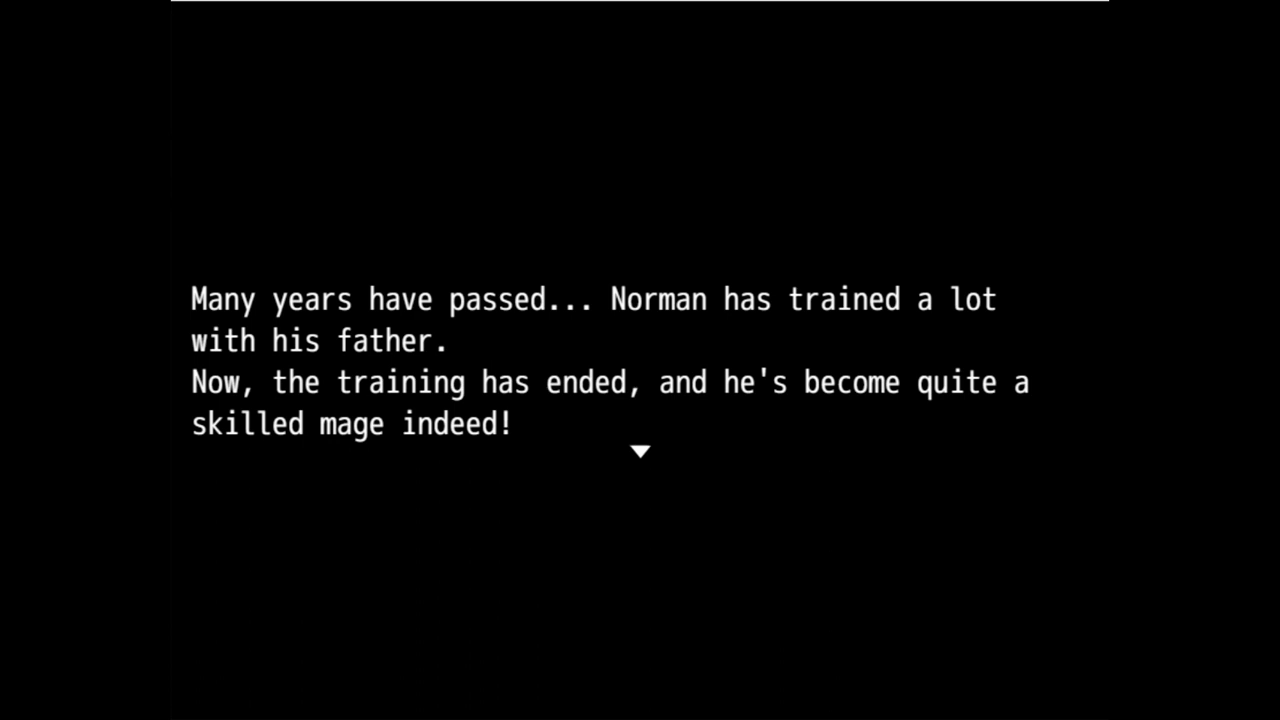 Many years have passed... Norman has trained a lot
with his father.
Now, the training has ended, and he's become quite a
skilled mage indeed!